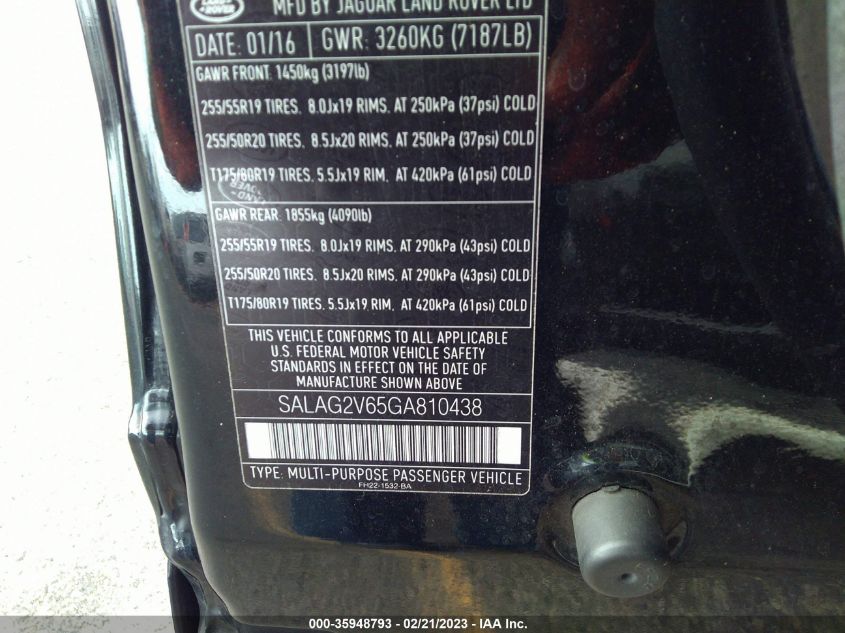 LAND ROVER
MFD BY JAGUAR LAND ROVER LTD
DATE: 01/16 GWR: 3260KG (7187LB)
GAWR FRONT. 1450kg (3197lb)
255/55R19 TIRES. 8.0Jx19 RIMS. AT 250kPa (37psi) COLD
255/50R20 TIRES. 8.5Jx20 RIMS. AT 250kPa (37psi) COLD
T175/80R19 TIRES. 5.5Jx19 RIM. AT 420kPa (61psi) COLD
GAWR REAR. 1855kg (4090lb)
255/55R19 TIRES. 8.0Jx19 RIMS. AT 290kPa (43psi) COLD
255/50R20 TIRES. 8.5Jx20 RIMS. AT 290kPa (43psi) COLD
T175/80R19 TIRES. 5.5Jx19 RIM. AT 420kPa (61psi) COLD
THIS VEHICLE CONFORMS TO ALL APPLICABLE
U.S. FEDERAL MOTOR VEHICLE SAFETY
STANDARDS IN EFFECT ON THE DATE OF
MANUFACTURE SHOWN ABOVE
SALAG2V65GA810438
TYPE: MULTI-PURPOSE PASSENGER VEHICLE
FH22-1532-BA
000-35948793 - 02/21/2023 - IAA Inc.